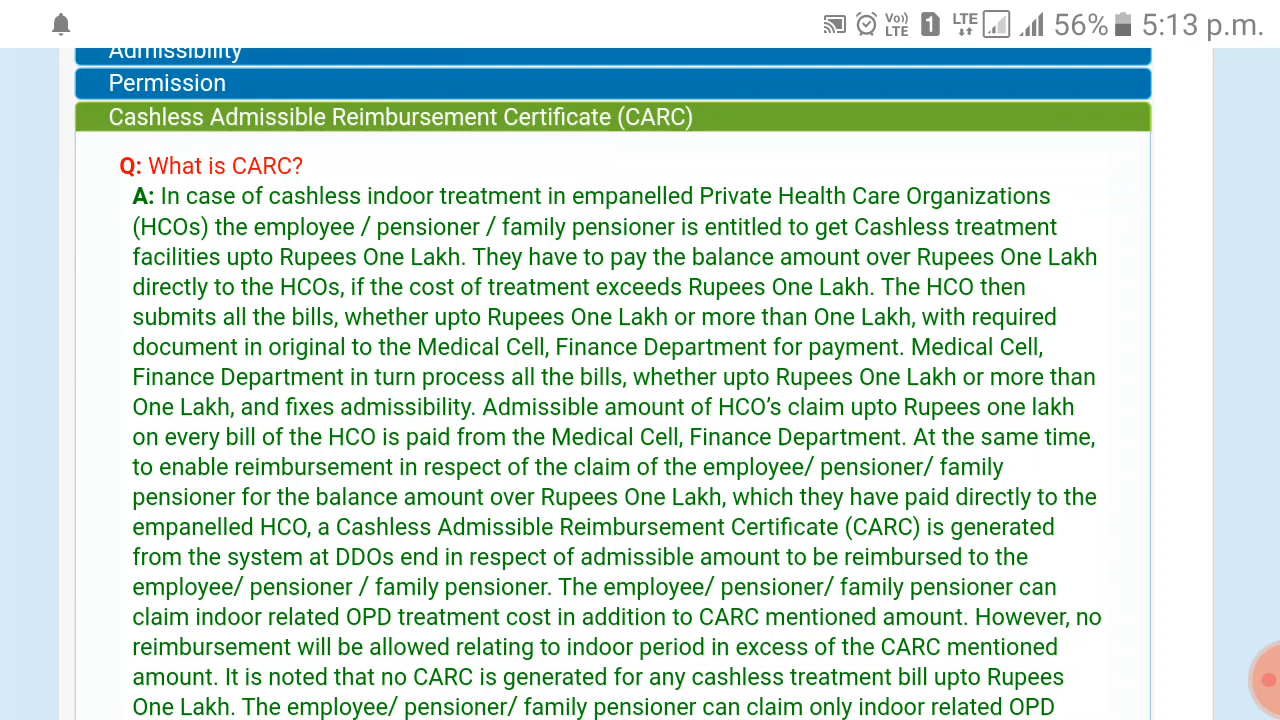 Vo)) LTE 1 LTE 56% 5:13 p.m.
Admissibility
Permission
Cashless Admissible Reimbursement Certificate (CARC)
Q: What is CARC?
A: In case of cashless indoor treatment in empanelled Private Health Care Organizations
(HCOs) the employee / pensioner / family pensioner is entitled to get Cashless treatment
facilities upto Rupees One Lakh. They have to pay the balance amount over Rupees One Lakh
directly to the HCOs, if the cost of treatment exceeds Rupees One Lakh. The HCO then
submits all the bills, whether upto Rupees One Lakh or more than One Lakh, with required
document in original to the Medical Cell, Finance Department for payment. Medical Cell,
Finance Department in turn process all the bills, whether upto Rupees One Lakh or more than
One Lakh, and fixes admissibility. Admissible amount of HCO's claim upto Rupees one lakh
on every bill of the HCO is paid from the Medical Cell, Finance Department. At the same time,
to enable reimbursement in respect of the claim of the employee/ pensioner/ family
pensioner for the balance amount over Rupees One Lakh, which they have paid directly to the
empanelled HCO, a Cashless Admissible Reimbursement Certificate (CARC) is generated
from the system at DDOs end in respect of admissible amount to be reimbursed to the
employee/ pensioner / family pensioner. The employee/ pensioner/ family pensioner can
claim indoor related OPD treatment cost in addition to CARC mentioned amount. However, no
reimbursement will be allowed relating to indoor period in excess of the CARC mentioned
amount. It is noted that no CARC is generated for any cashless treatment bill upto Rupees
One Lakh. The employee/ pensioner/ family pensioner can claim only indoor related OPD